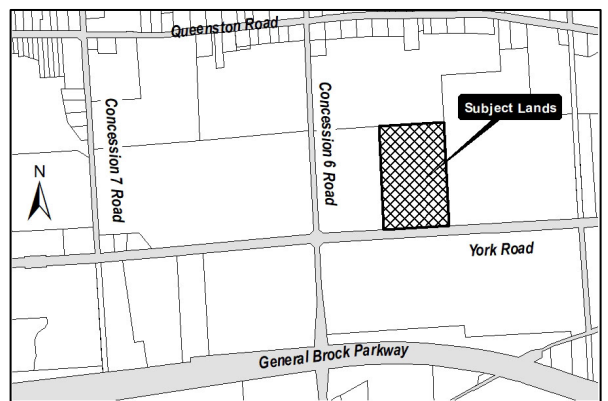 Queenston Road
Subject Lands
Concession 7 Road
Concession 6 Road
N
York Road
General Brock Parkway